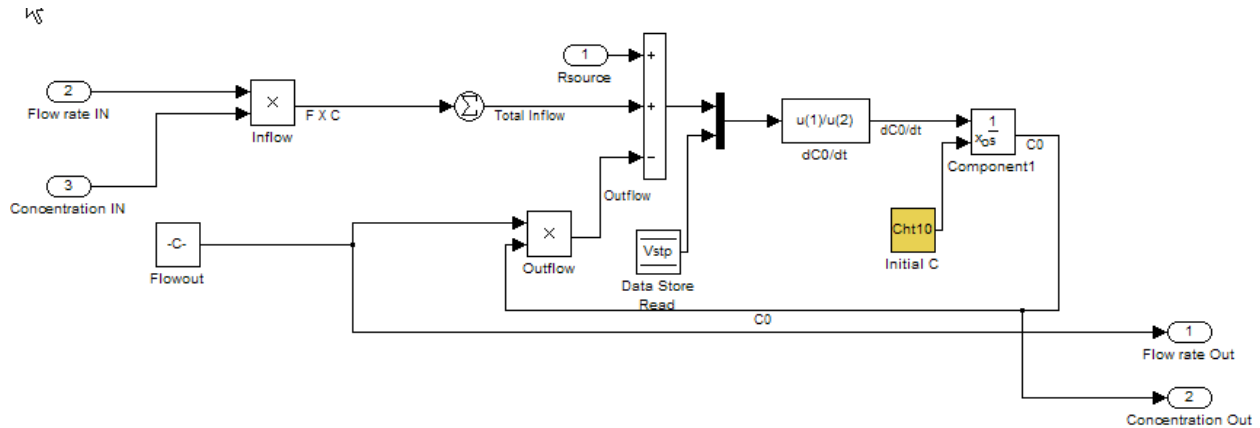 1
Rsource
+
+
−
2
Flow rate IN
×
Inflow
F X C
Σ
Total Inflow
u(1)/u(2)
dC0/dt
dC0/dt
1
s
xo
C0
Component1
3
Concentration IN
Outflow
-C-
Flowout
×
Outflow
Vstp
Data Store
Read
Cht10
Initial C
C0
1
Flow rate Out
2
Concentration Out